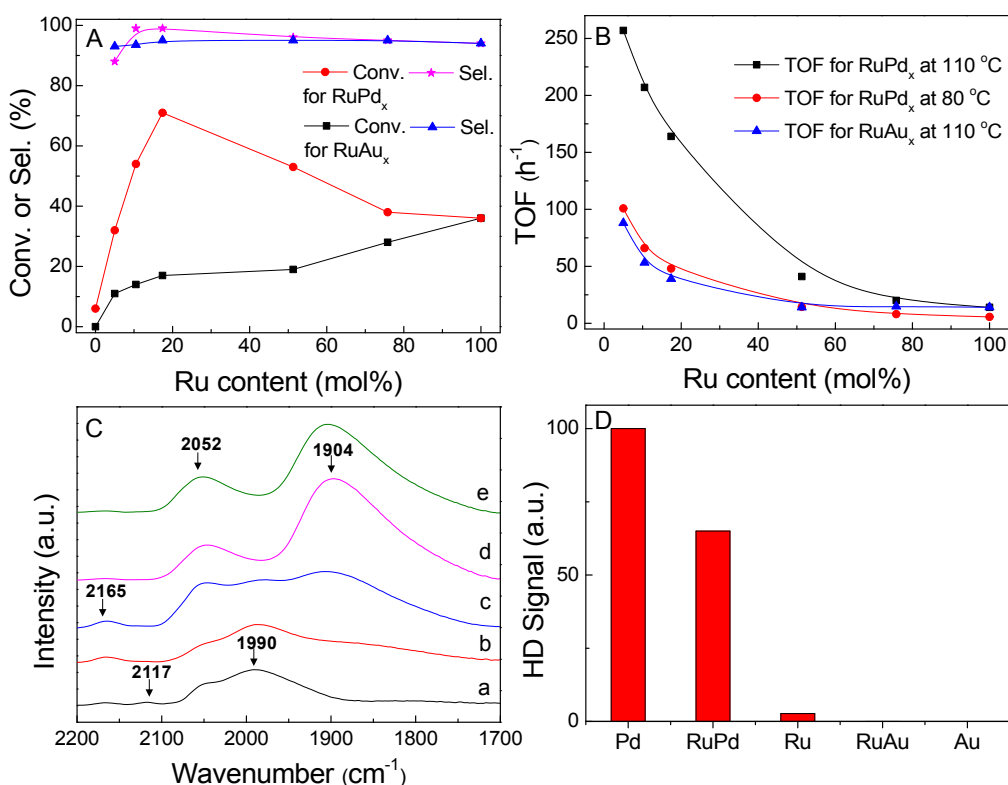 A
Conv. or Sel. (%)
100
80
60
40
20
0
Conv. Sel.
for RuPdₓ
Conv. Sel.
for RuAuₓ
0 20 40 60 80 100
Ru content (mol%)
B
TOF (h⁻¹)
250
200
150
100
50
0
TOF for RuPdₓ at 110 °C
TOF for RuPdₓ at 80 °C
TOF for RuAuₓ at 110 °C
0 20 40 60 80 100
Ru content (mol%)
C
Intensity (a.u.)
2052
1904
e
d
2165
c
b
2117
1990
a
2200 2100 2000 1900 1800 1700
Wavenumber (cm⁻¹)
D
HD Signal (a.u.)
100
50
0
Pd RuPd Ru RuAu Au